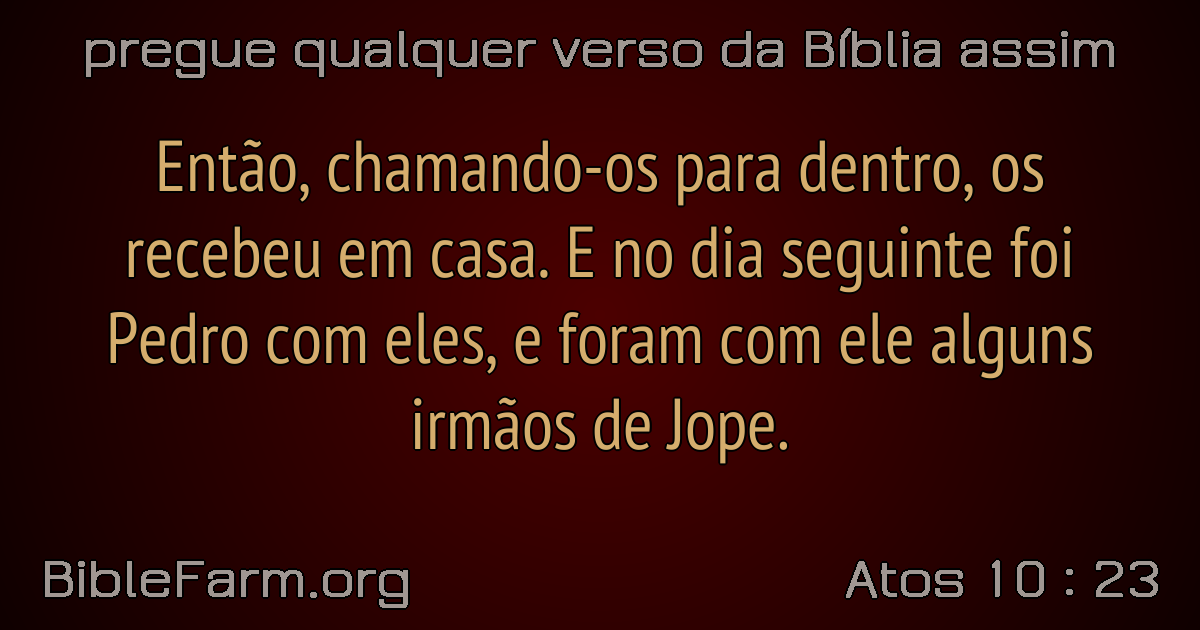 pregue qualquer verso da Bíblia assim
Então, chamando-os para dentro, os
recebeu em casa. E no dia seguinte foi
Pedro com eles, e foram com ele alguns
irmãos de Jope.
BibleFarm.org
Atos 10 : 23